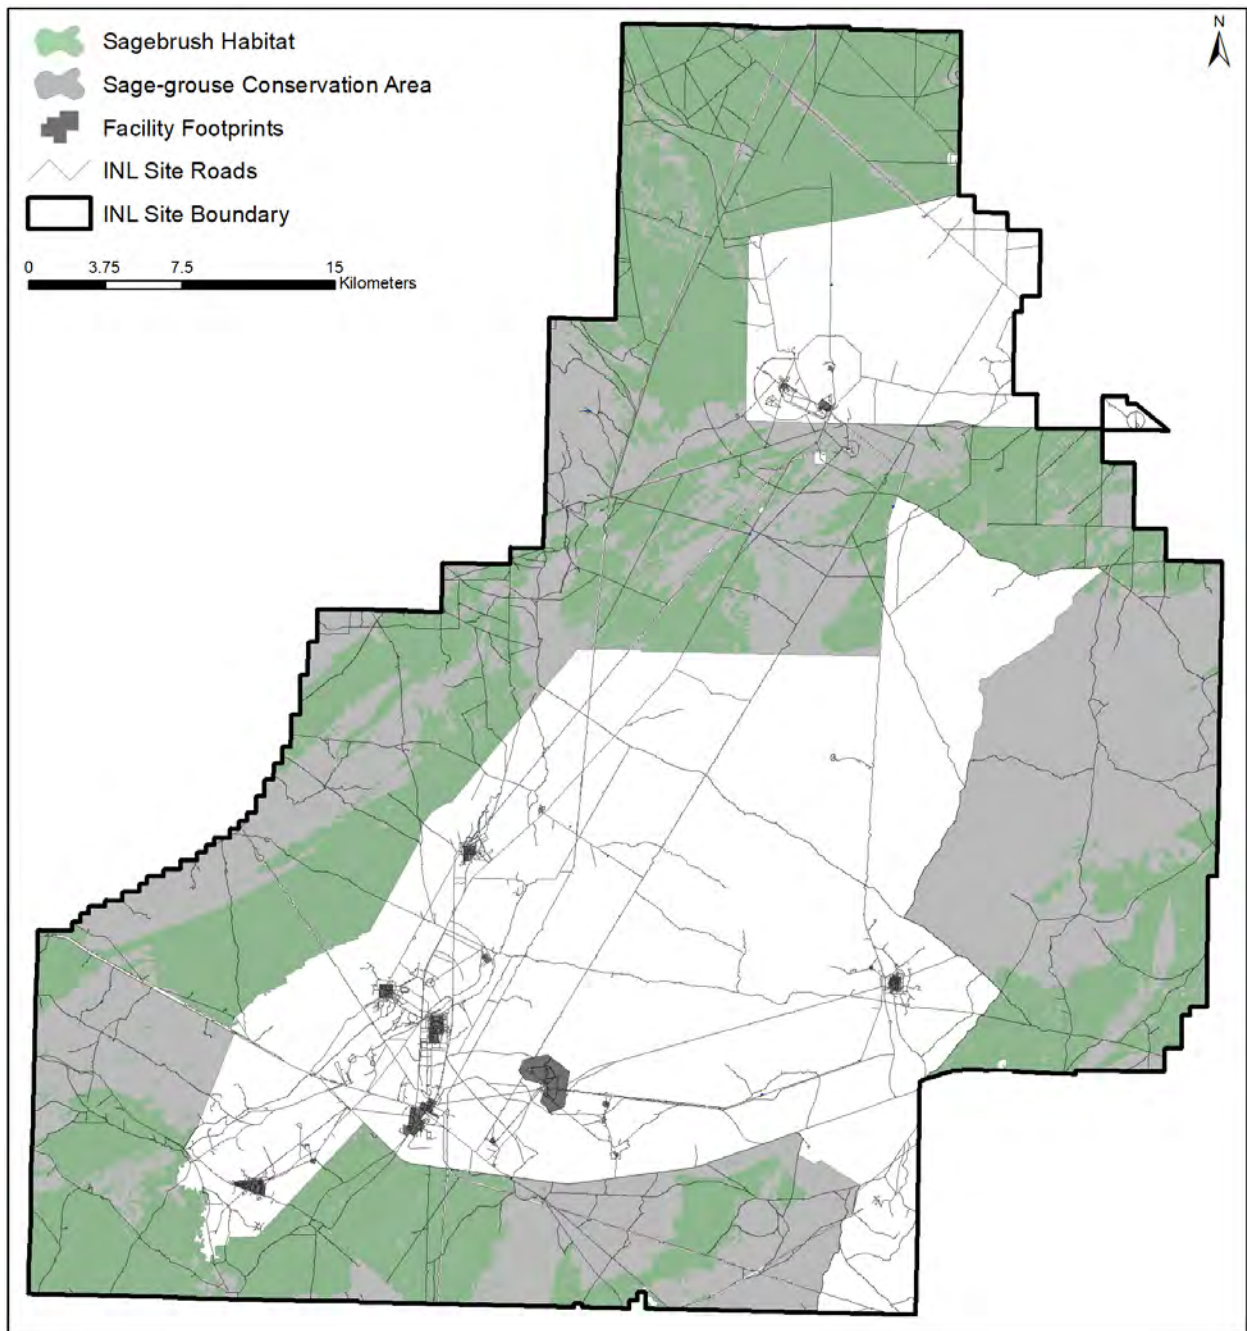 Sagebrush Habitat
Sage-grouse Conservation Area
Facility Footprints
INL Site Roads
INL Site Boundary
0 3.75 7.5 15
Kilometers
N